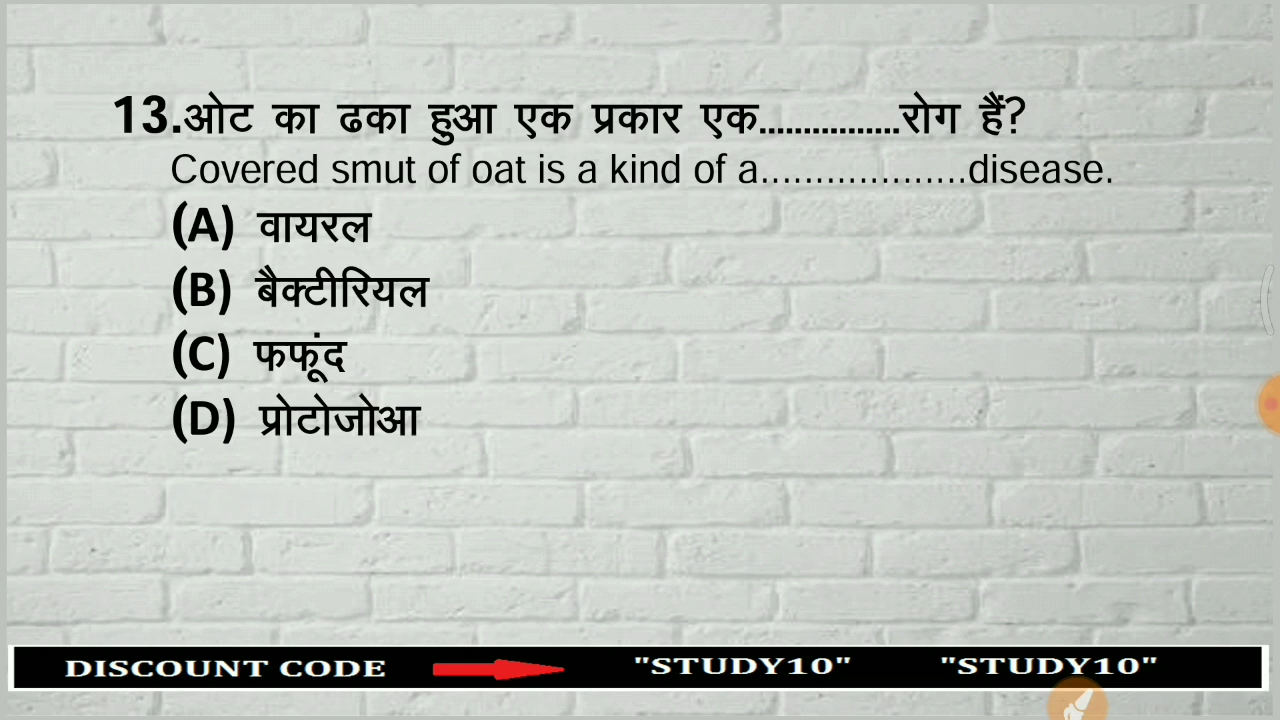 13.ओट का ढका हुआ एक प्रकार एक................रोग हैं?
Covered smut of oat is a kind of a...................disease.
(A) वायरल
(B) बैक्टीरियल
(C) फफूंद
(D) प्रोटोजोआ
DISCOUNT CODE "STUDY10" "STUDY10"